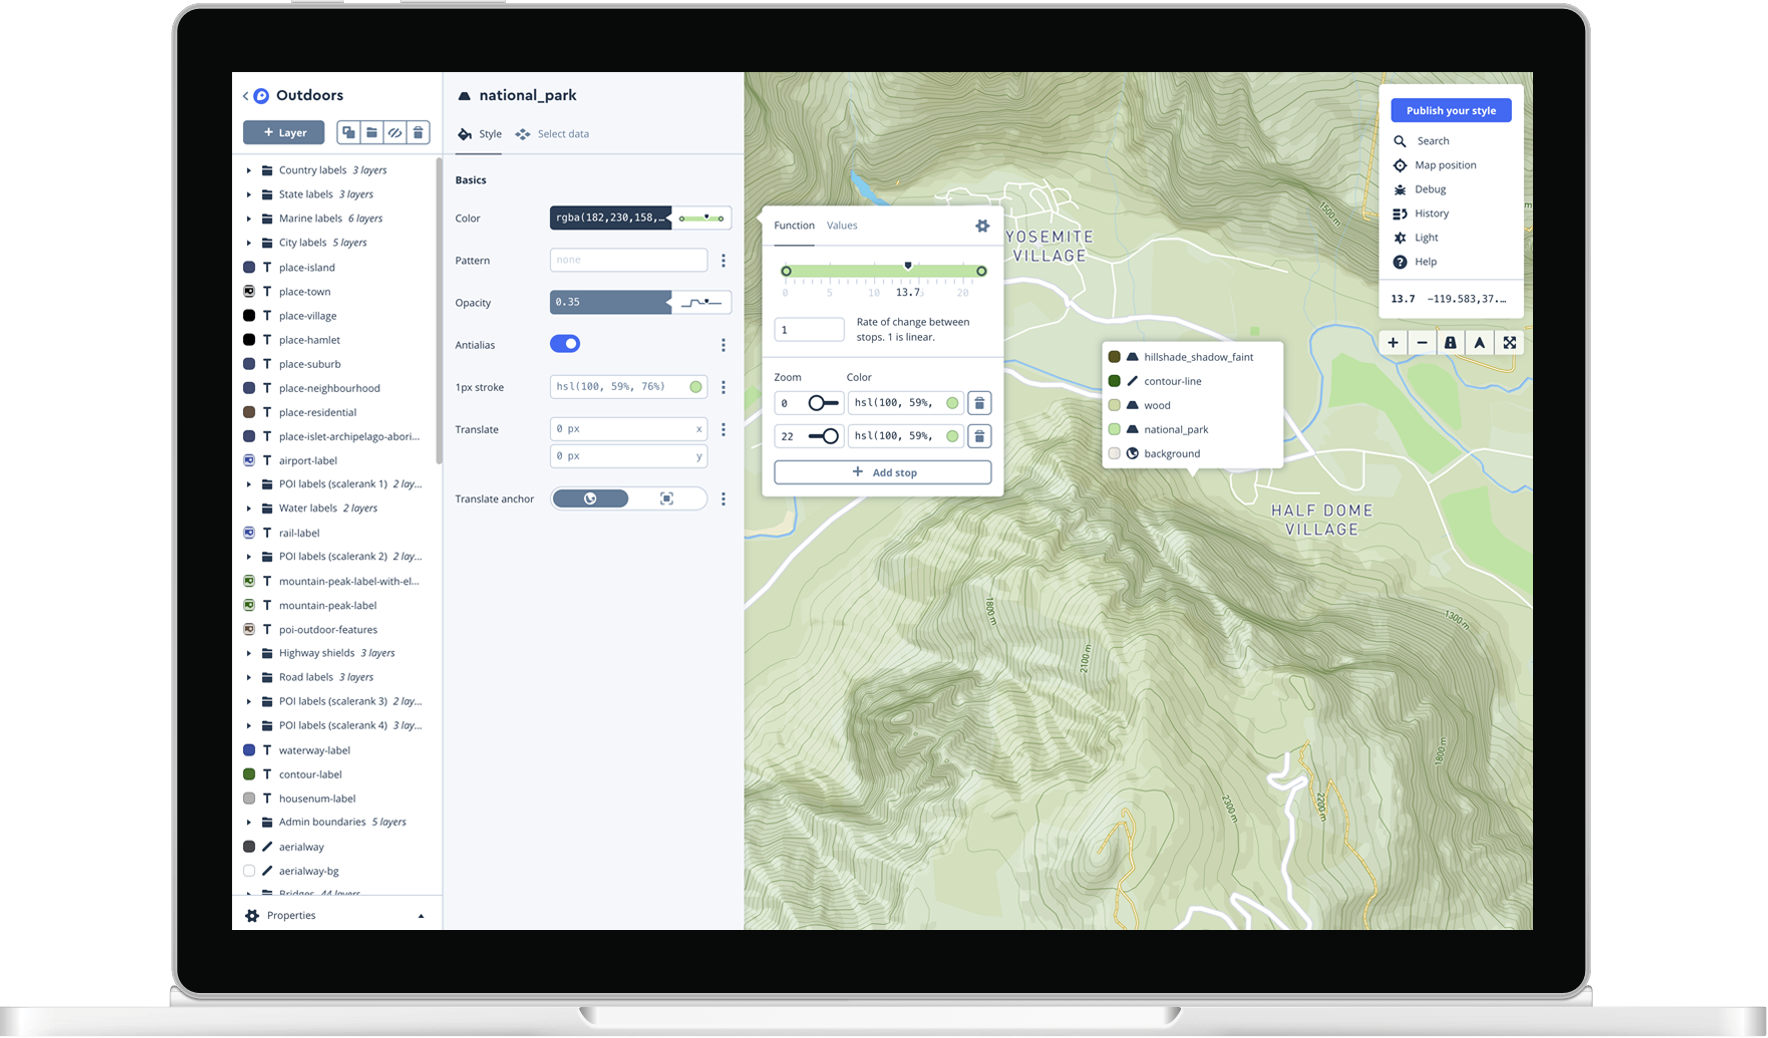 Outdoors
+ Layer
Country labels 3 layers
State labels 3 layers
Marine labels 6 layers
City labels 5 layers
T place-island
T place-town
T place-village
T place-hamlet
T place-suburb
T place-neighbourhood
T place-residential
T place-islet-archipelago-abori...
T airport-label
POI labels (scalerank 1) 2 lay...
Water labels 2 layers
T rail-label
POI labels (scalerank 2) 2 lay...
T mountain-peak-label-with-el...
T mountain-peak-label
T poi-outdoor-features
Highway shields 3 layers
Road labels 3 layers
POI labels (scalerank 3) 2 lay...
POI labels (scalerank 4) 3 lay...
T waterway-label
T contour-label
T housenum-label
Admin boundaries 5 layers
aerialway
aerialway-bg
Bridges 44 layers
Properties
national_park
Style Select data
Basics
Color rgba(182,230,158,...
Pattern none
Opacity 0.35
Antialias
1px stroke hsl(100, 59%, 76%)
Translate 0 px x
0 px y
Translate anchor
Function Values
0 5 10 13.7 20
1 Rate of change between
stops. 1 is linear.
Zoom Color
0 hsl(100, 59%,
22 hsl(100, 59%,
+ Add stop
YOSEMITE
VILLAGE
hillshade_shadow_faint
contour-line
wood
national_park
background
HALF DOME
VILLAGE
1500 m
m
1800 m
2100 m
1300 m
1800 m
2300 m
2200 m
Publish your style
Search
Map position
Debug
History
Light
Help
13.7 -119.583,37....
+ −